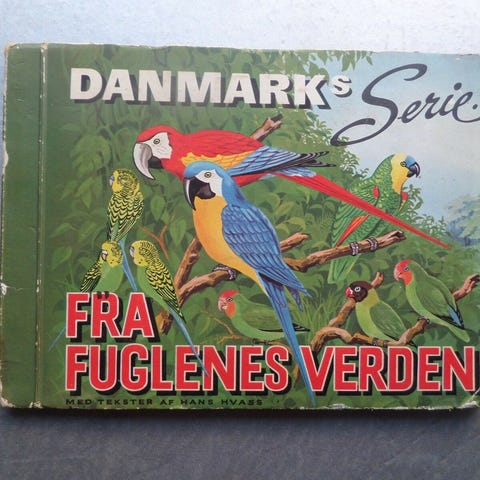 DANMARKs Serie.
FRA
FUGLENES VERDEN
MED TEKSTER AF HANS HVASS